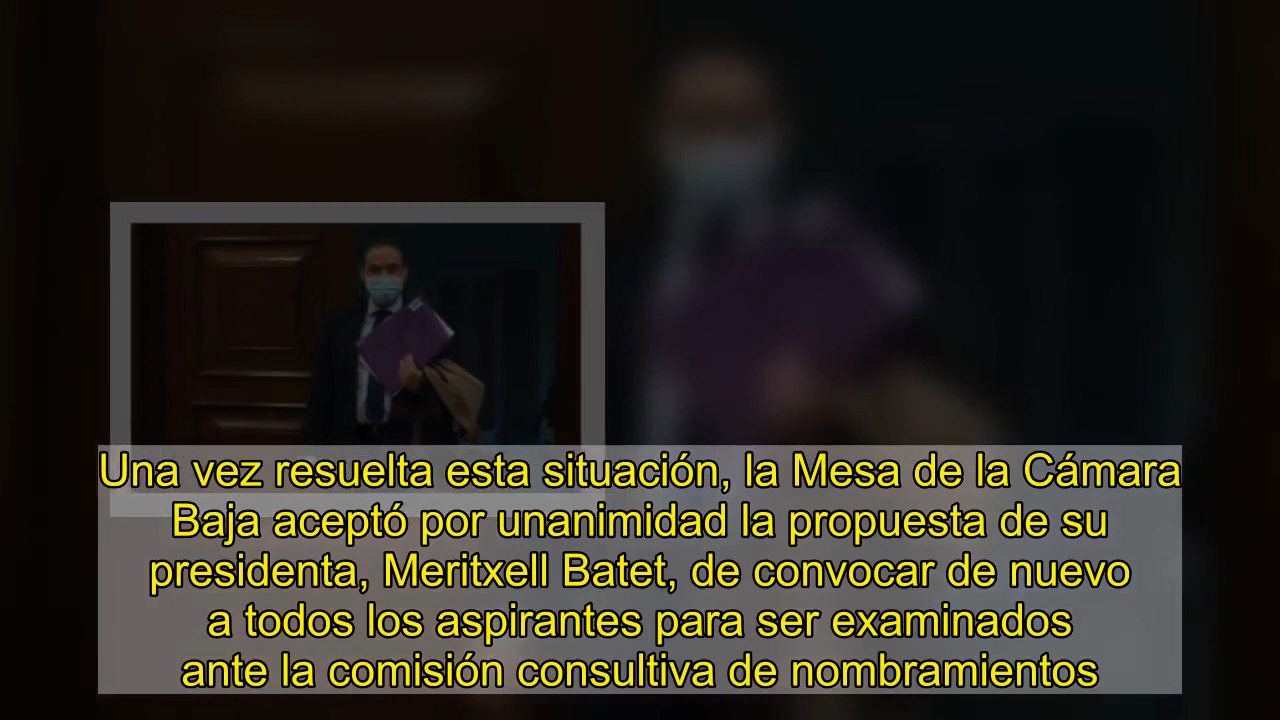 Una vez resuelta esta situación, la Mesa de la Cámara
Baja aceptó por unanimidad la propuesta de su
presidenta, Meritxell Batet, de convocar de nuevo
a todos los aspirantes para ser examinados
ante la comisión consultiva de nombramientos